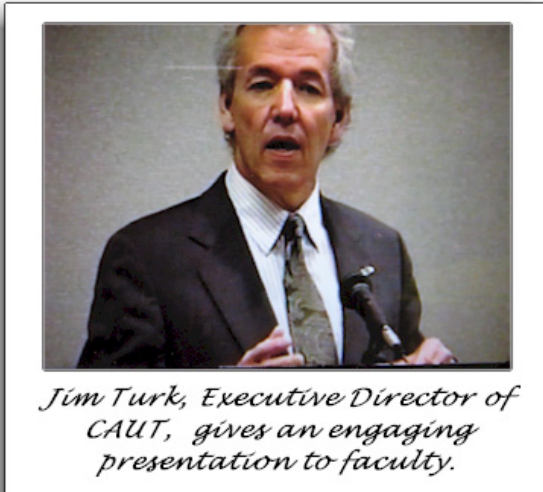 Jim Turk, Executive Director of
CAUT, gives an engaging
presentation to faculty.